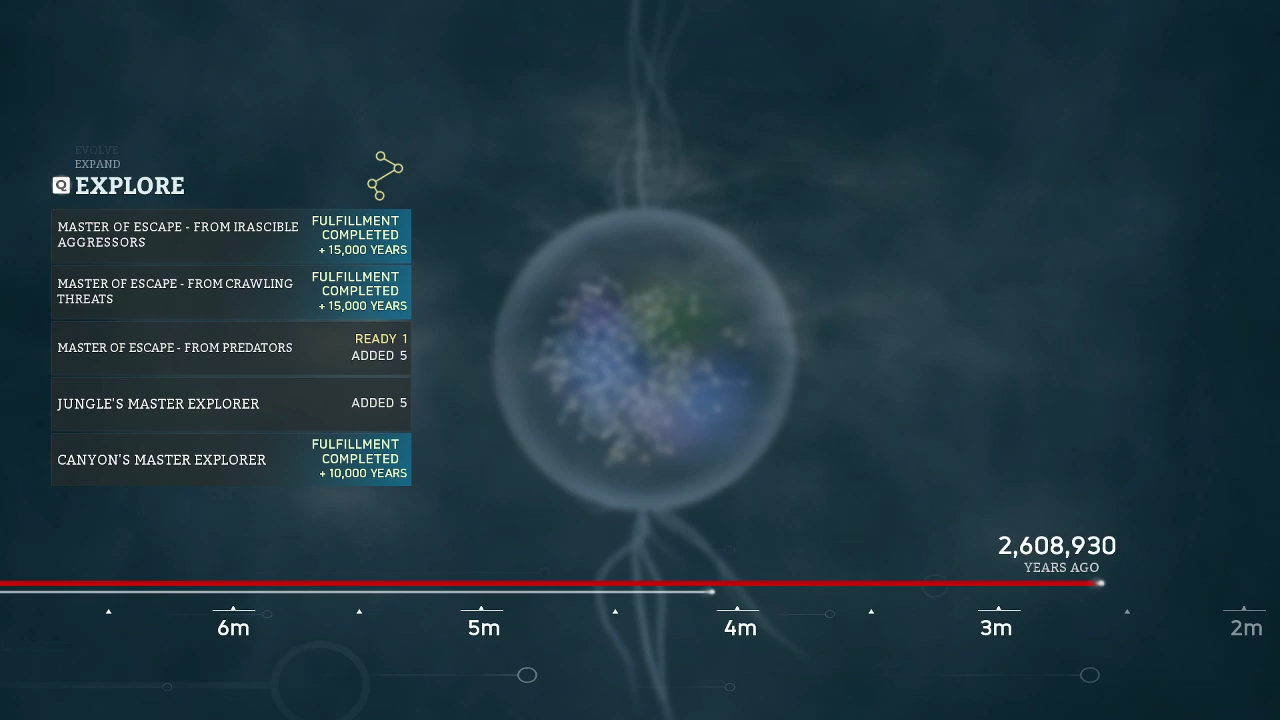 EVOLVE
EXPAND
EXPLORE
MASTER OF ESCAPE - FROM IRASCIBLE
AGGRESSORS
FULFILLMENT
COMPLETED
+ 15,000 YEARS
MASTER OF ESCAPE - FROM CRAWLING
THREATS
FULFILLMENT
COMPLETED
+ 15,000 YEARS
MASTER OF ESCAPE - FROM PREDATORS
READY 1
ADDED 5
JUNGLE'S MASTER EXPLORER
ADDED 5
CANYON'S MASTER EXPLORER
FULFILLMENT
COMPLETED
+ 10,000 YEARS
2,608,930
YEARS AGO
6m 5m 4m 3m 2m